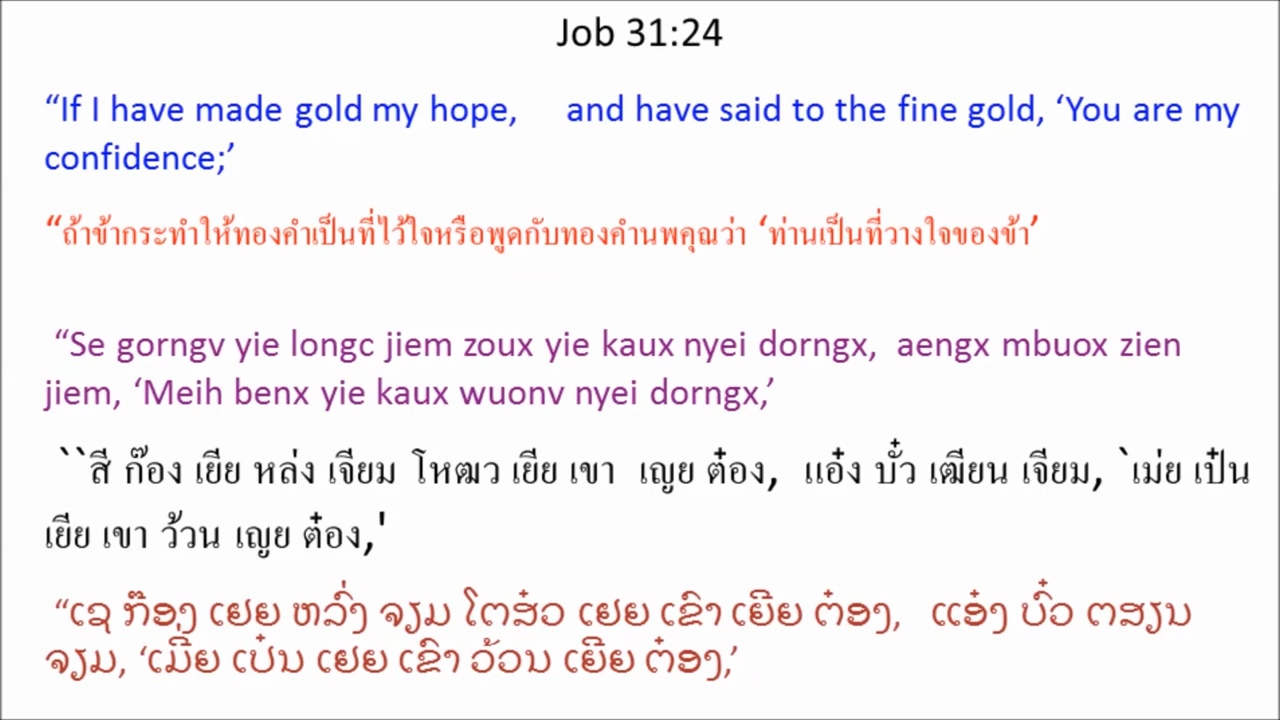 Job 31:24
“If I have made gold my hope, and have said to the fine gold, ‘You are my
confidence;’
“ถ้าข้ากระทำให้ทองคำเป็นที่ไว้ใจหรือพูดกับทองคำนพคุณว่า ‘ท่านเป็นที่วางใจของข้า’
“Se gorngv yie longc jiem zoux yie kaux nyei dorngx, aengx mbuox zien
jiem, ‘Meih benx yie kaux wuonv nyei dorngx,’
``สี ก๊อง เยีย หล่ง เจียม โหฒว เยีย เขา เญย ต๋อง, แอ๋ง บั๋ว เฒียน เจียม, `เม่ย เป๋น
เยีย เขา ว้วน เญย ต๋อง,'
“ເຊ ກ໊ອງ ເຢຍ ຫລົ່ງ ຈຽມ ໂຕສ໋ວ ເຢຍ ເຂົາ ເຍີຍ ຕ໋ອງ, ແອ໋ງ ບົ໋ວ ຕສຽນ
ຈຽມ, ‘ເມີ່ຍ ເປ໋ນ ເຢຍ ເຂົາ ວ້ວນ ເຍີຍ ຕ໋ອງ,’